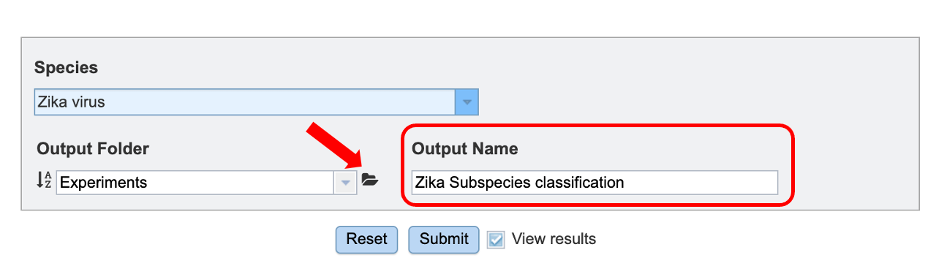 Species
Zika virus
Output Folder
Output Name
Experiments
Zika Subspecies classification
Reset
Submit
View results